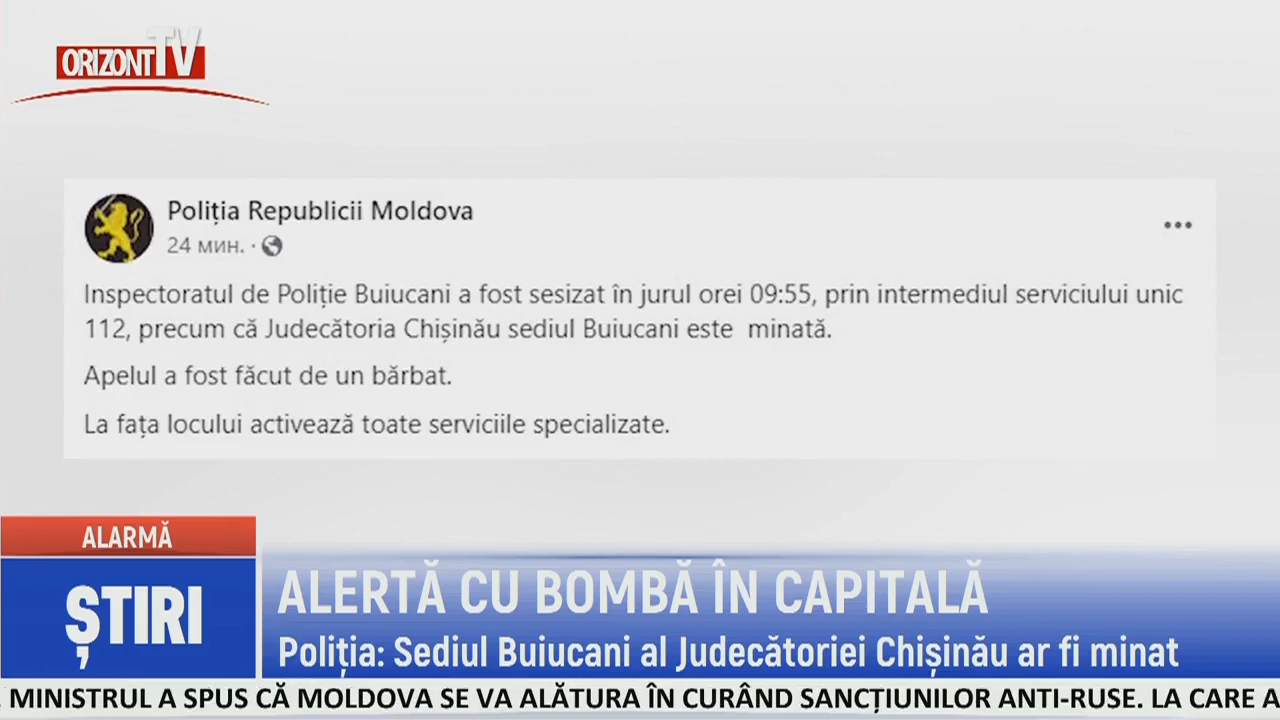 ORIZONT TV
Poliția Republicii Moldova
24 мин. ·
Inspectoratul de Poliție Buiucani a fost sesizat în jurul orei 09:55, prin intermediul serviciului unic
112, precum că Judecătoria Chișinău sediul Buiucani este minată.
Apelul a fost făcut de un bărbat.
La fața locului activează toate serviciile specializate.
ALARMĂ
ȘTIRI
ALERTĂ CU BOMBĂ ÎN CAPITALĂ
Poliția: Sediul Buiucani al Judecătoriei Chișinău ar fi minat
. MINISTRUL A SPUS CĂ MOLDOVA SE VA ALĂTURA ÎN CURÂND SANCȚIUNILOR ANTI-RUSE. LA CARE A